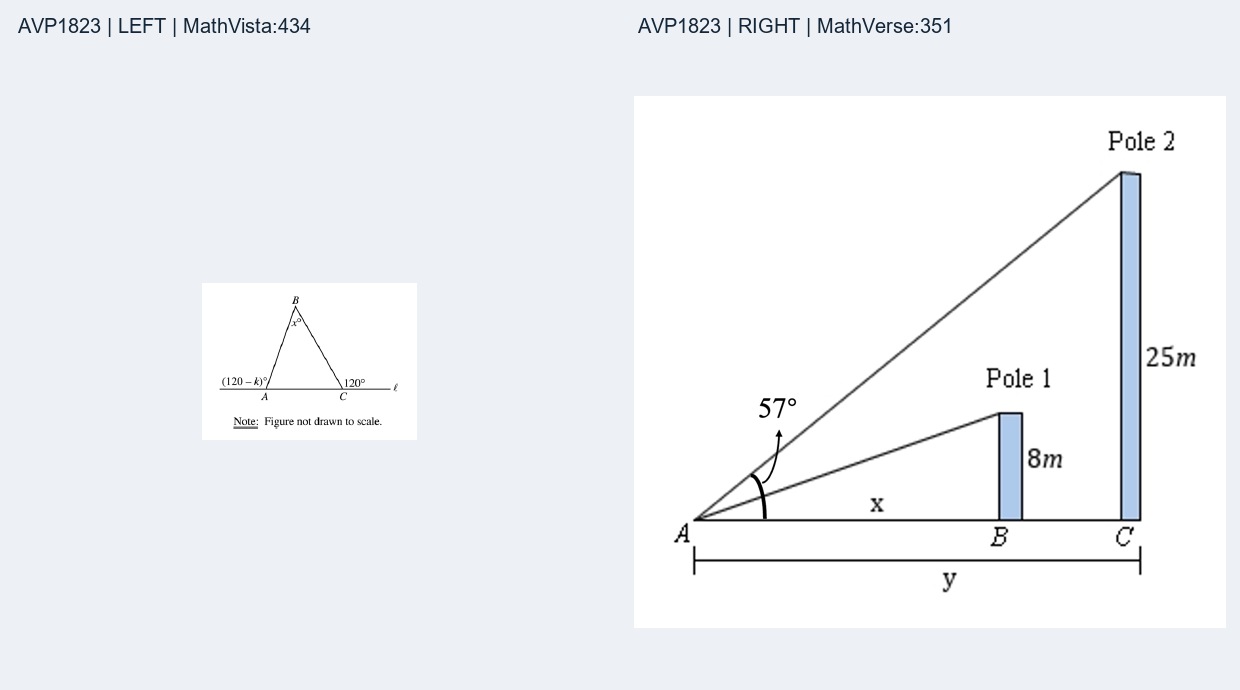 AVP1823 | LEFT | MathVista:434
B
x°
(120 – k)°
120°
ℓ
A
C
Note: Figure not drawn to scale.
AVP1823 | RIGHT | MathVerse:351
Pole 2
25m
Pole 1
57°
8m
x
A
B
C
y